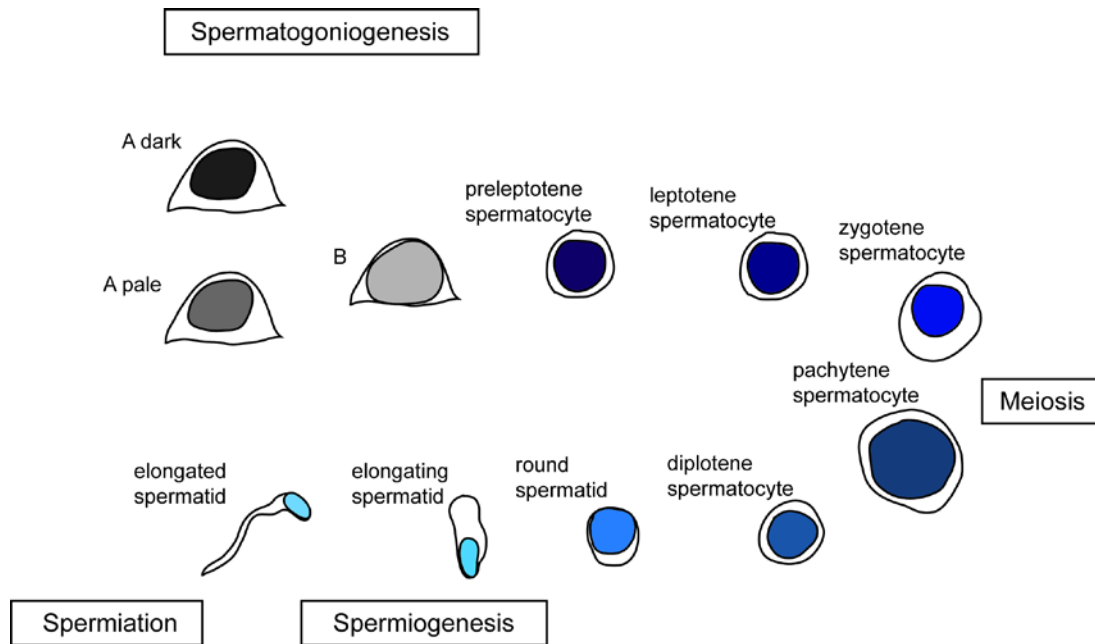 Spermatogoniogenesis
A dark
preleptotene
spermatocyte
leptotene
spermatocyte
zygotene
spermatocyte
B
A pale
pachytene
spermatocyte
Meiosis
elongated
spermatid
elongating
spermatid
round
spermatid
diplotene
spermatocyte
Spermiation
Spermiogenesis